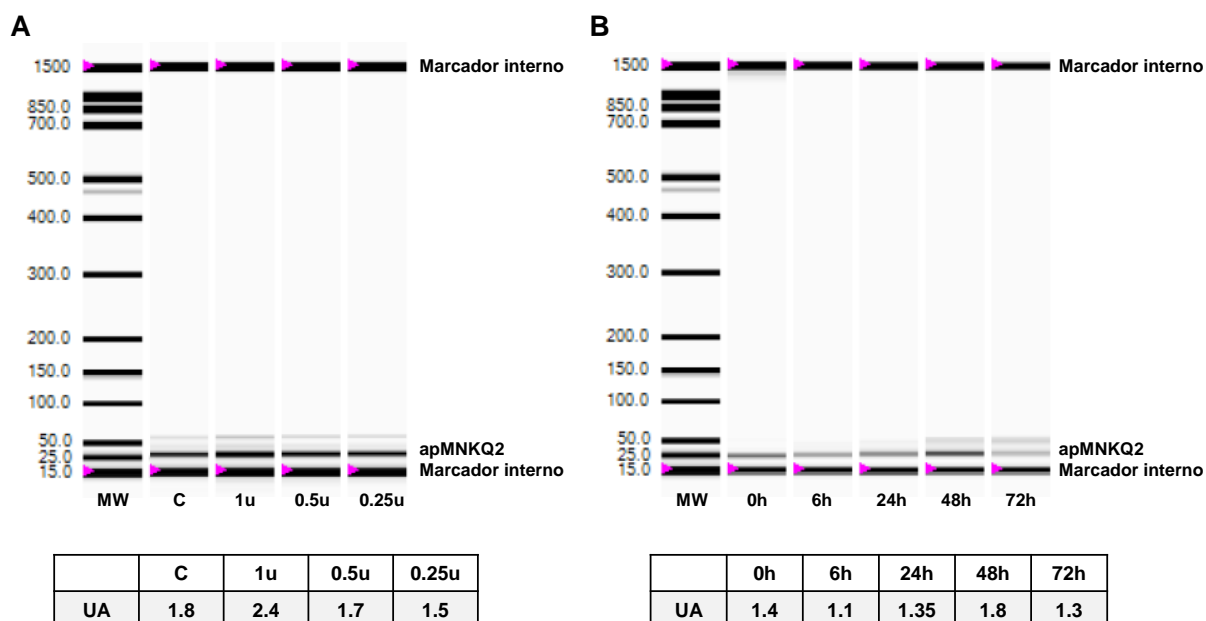 A
1500
850.0
700.0
500.0
400.0
300.0
200.0
150.0
100.0
50.0
25.0
15.0
Marcador interno
apMNKQ2
Marcador interno
MW C 1u 0.5u 0.25u
C 1u 0.5u 0.25u
UA 1.8 2.4 1.7 1.5
B
1500
850.0
700.0
500.0
400.0
300.0
200.0
150.0
100.0
50.0
25.0
15.0
Marcador interno
apMNKQ2
Marcador interno
MW 0h 6h 24h 48h 72h
0h 6h 24h 48h 72h
UA 1.4 1.1 1.35 1.8 1.3